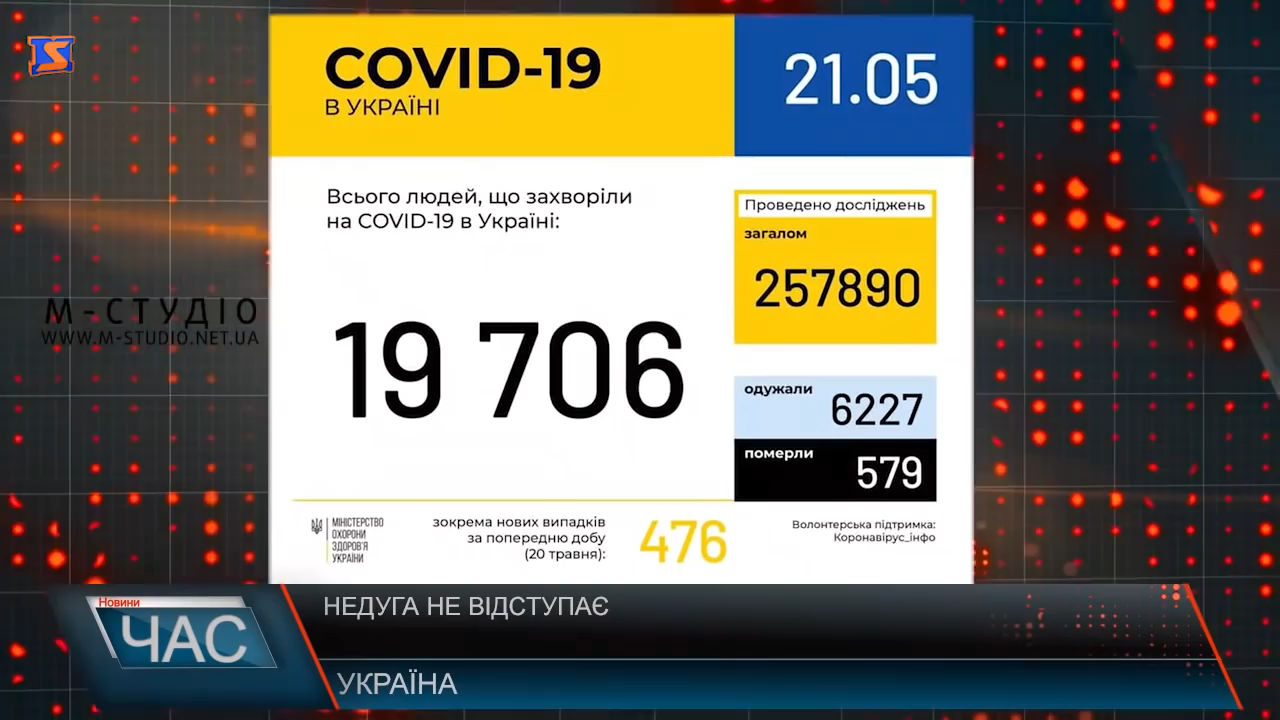 COVID-19
В УКРАЇНІ
21.05
Всього людей, що захворіли
на COVID-19 в Україні:
19 706
Проведено досліджень
загалом
257890
одужали
6227
померли
579
МІНІСТЕРСТВО
ОХОРОНИ
ЗДОРОВ'Я
УКРАЇНИ
зокрема нових випадків
за попередню добу
(20 травня):
476
Волонтерська підтримка:
Коронавірус_інфо
М-СТУДІО
WWW.M-STUDIO.NET.UA
Новини
ЧАС
НЕДУГА НЕ ВІДСТУПАЄ
УКРАЇНА